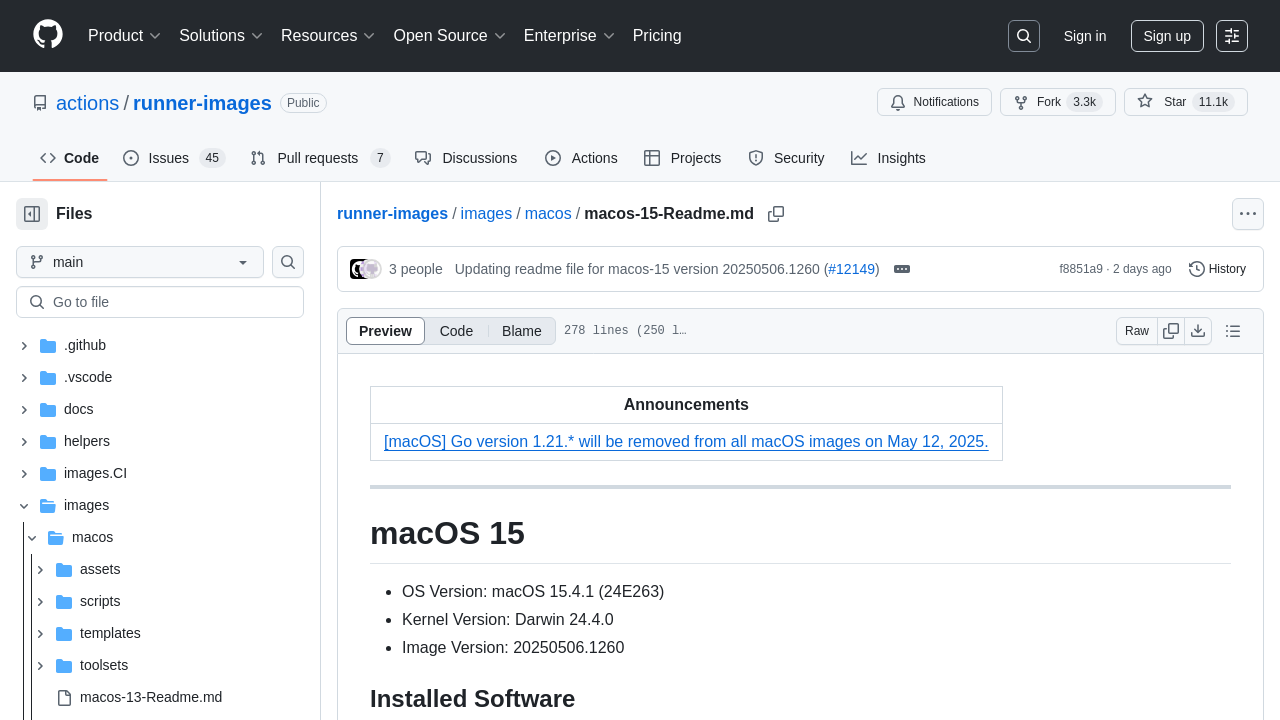 Product Solutions Resources Open Source Enterprise Pricing Sign in Sign up
actions / runner-images Public Notifications Fork 3.3k Star 11.1k
Code Issues 45 Pull requests 7 Discussions Actions Projects Security Insights
Files
main
Go to file
.github
.vscode
docs
helpers
images.CI
images
macos
assets
scripts
templates
toolsets
macos-13-Readme.md
runner-images / images / macos / macos-15-Readme.md
3 people Updating readme file for macos-15 version 20250506.1260 (#12149) f8851a9 · 2 days ago History
Preview Code Blame 278 lines (250 l… Raw
Announcements
[macOS] Go version 1.21.* will be removed from all macOS images on May 12, 2025.
macOS 15
• OS Version: macOS 15.4.1 (24E263)
• Kernel Version: Darwin 24.4.0
• Image Version: 20250506.1260
Installed Software